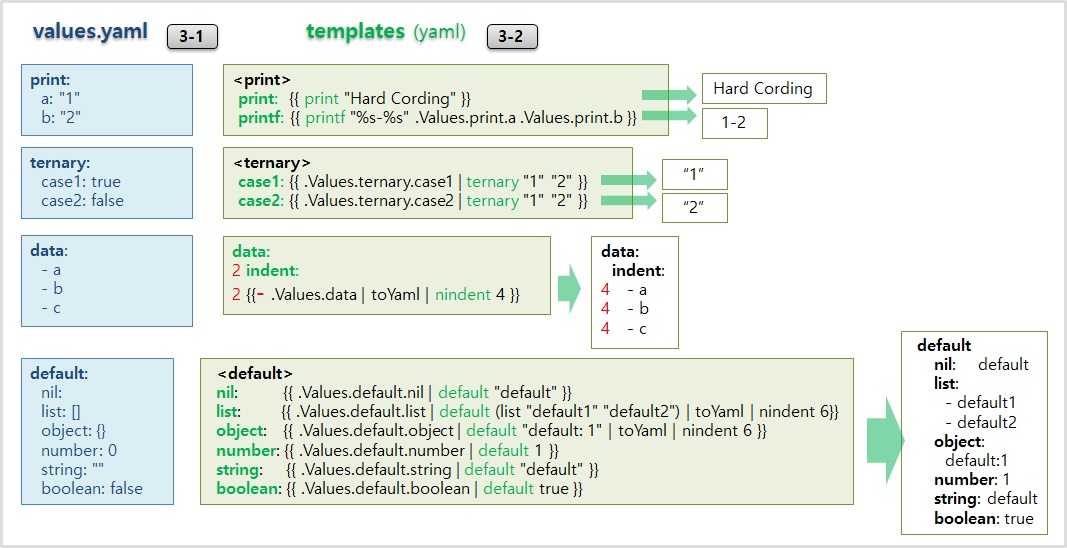 values.yaml 3-1 templates (yaml) 3-2
print:
a: "1"
b: "2"
<print>
print: {{ print "Hard Cording" }}
printf: {{ printf "%s-%s" .Values.print.a .Values.print.b }}
Hard Cording
1-2
ternary:
case1: true
case2: false
<ternary>
case1: {{ .Values.ternary.case1 | ternary "1" "2" }}
case2: {{ .Values.ternary.case2 | ternary "1" "2" }}
“1”
“2”
data:
- a
- b
- c
data:
2 indent:
2 {{- .Values.data | toYaml | nindent 4 }}
data:
indent:
4 - a
4 - b
4 - c
default:
nil:
list: []
object: {}
number: 0
string: ""
boolean: false
<default>
nil: {{ .Values.default.nil | default "default" }}
list: {{ .Values.default.list | default (list "default1" "default2") | toYaml | nindent 6}}
object: {{ .Values.default.object | default "default: 1" | toYaml | nindent 6 }}
number: {{ .Values.default.number | default 1 }}
string: {{ .Values.default.string | default "default" }}
boolean: {{ .Values.default.boolean | default true }}
default
nil: default
list:
- default1
- default2
object:
default:1
number: 1
string: default
boolean: true